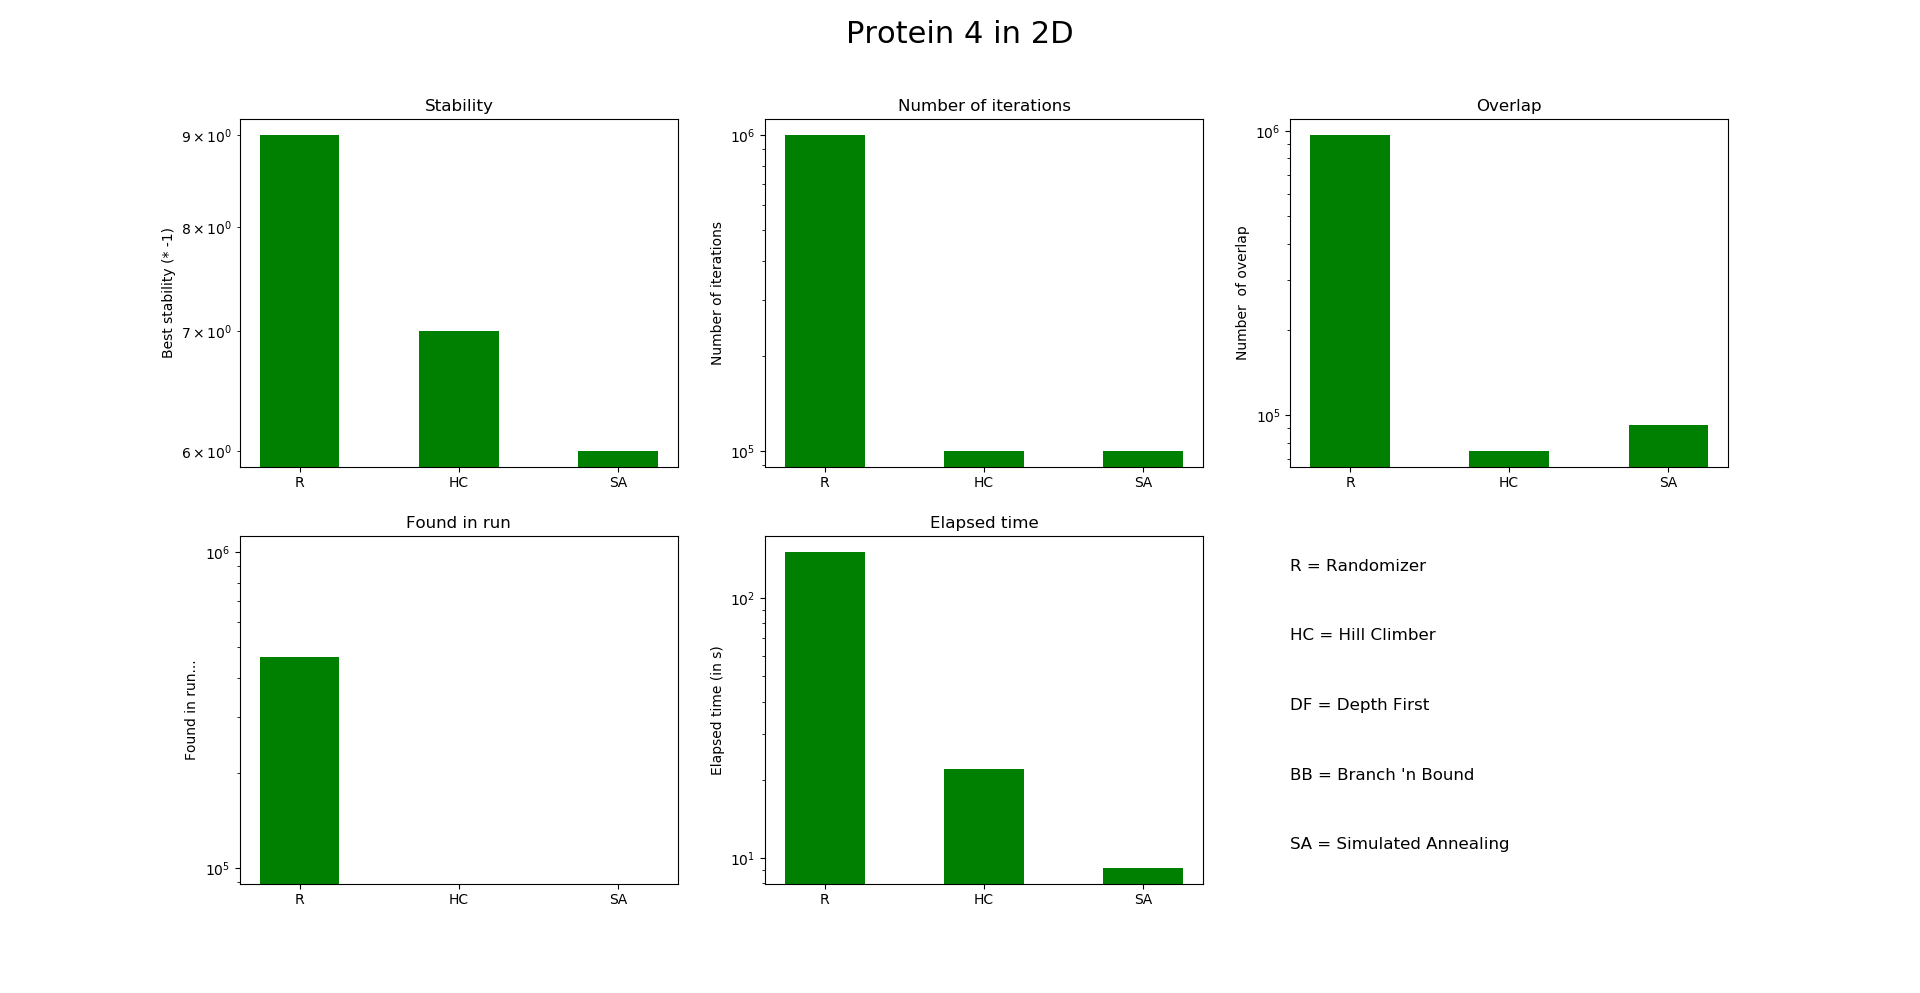 Protein 4 in 2D
Stability
Best stability (* -1)
9 × 10⁰
8 × 10⁰
7 × 10⁰
6 × 10⁰
R HC SA
Number of iterations
Number of iterations
10⁶
10⁵
R HC SA
Overlap
Number  of overlap
10⁶
10⁵
R HC SA
Found in run
Found in run...
10⁶
10⁵
R HC SA
Elapsed time
Elapsed time (in s)
10²
10¹
R HC SA
R = Randomizer
HC = Hill Climber
DF = Depth First
BB = Branch 'n Bound
SA = Simulated Annealing